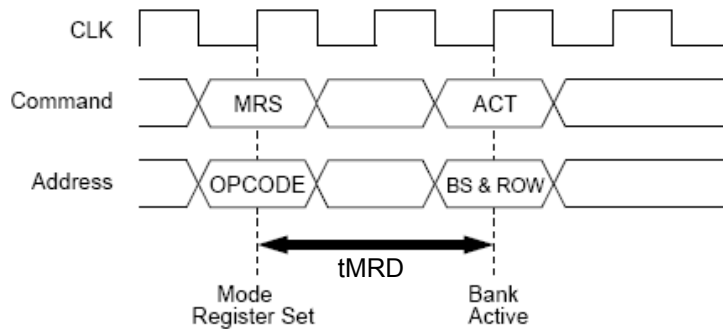 CLK
Command
MRS
ACT
Address
OPCODE
BS & ROW
tMRD
Mode
Register Set
Bank
Active